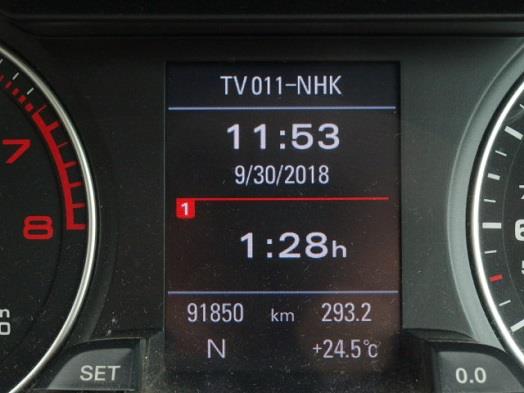 TV 011-NHK
11:53
9/30/2018
1
1:28h
91850 km 293.2
N +24.5°c
7
8
SET
0.0